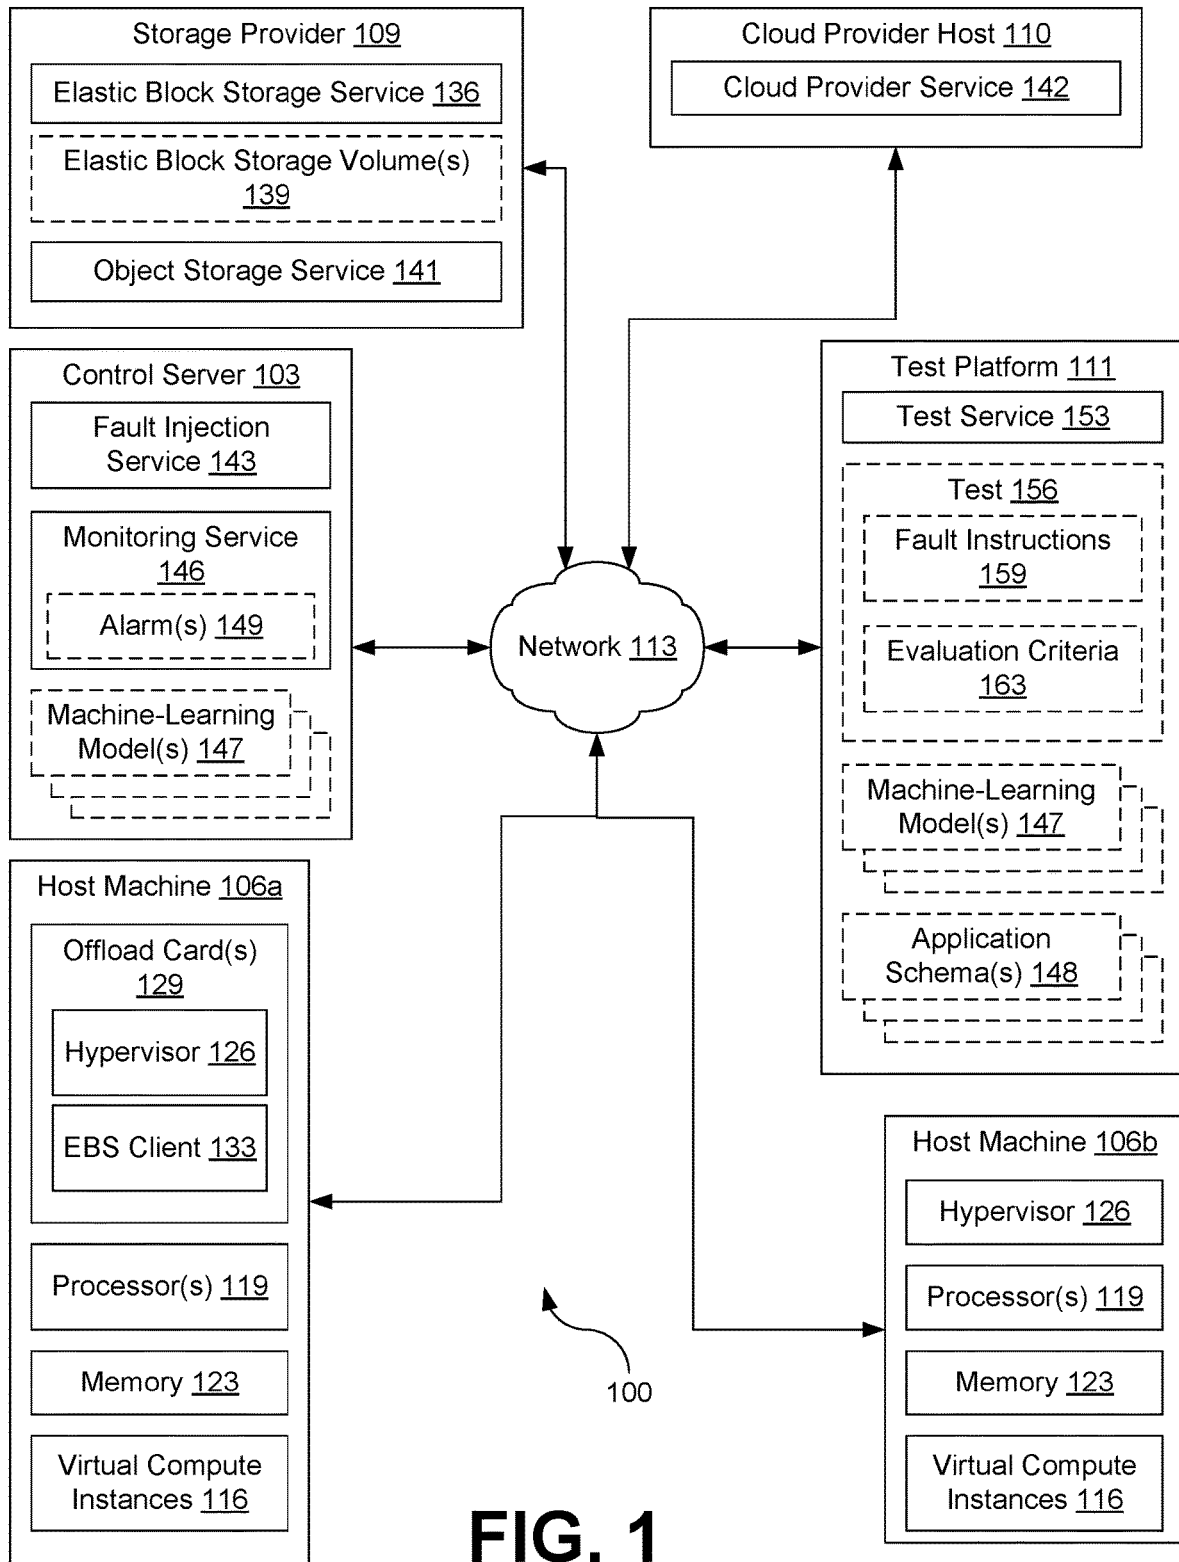 Storage Provider 109
Elastic Block Storage Service 136
Elastic Block Storage Volume(s)
139
Object Storage Service 141
Cloud Provider Host 110
Cloud Provider Service 142
Control Server 103
Fault Injection
Service 143
Monitoring Service
146
Alarm(s) 149
Machine-Learning
Model(s) 147
Network 113
Test Platform 111
Test Service 153
Test 156
Fault Instructions
159
Evaluation Criteria
163
Machine-Learning
Model(s) 147
Application
Schema(s) 148
Host Machine 106a
Offload Card(s)
129
Hypervisor 126
EBS Client 133
Processor(s) 119
Memory 123
Virtual Compute
Instances 116
100
Host Machine 106b
Hypervisor 126
Processor(s) 119
Memory 123
Virtual Compute
Instances 116
FIG. 1